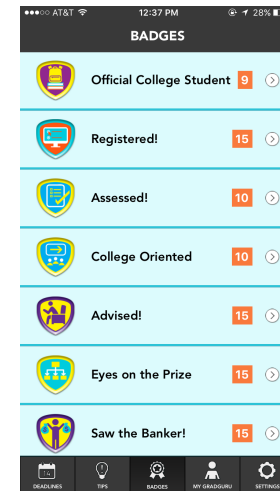 AT&T 12:37 PM 28%
BADGES
Official College Student 9
Registered! 15
Assessed! 10
College Oriented 10
Advised! 15
Eyes on the Prize 15
Saw the Banker! 15
14
DEADLINES TIPS BADGES MY GRADGURU SETTINGS